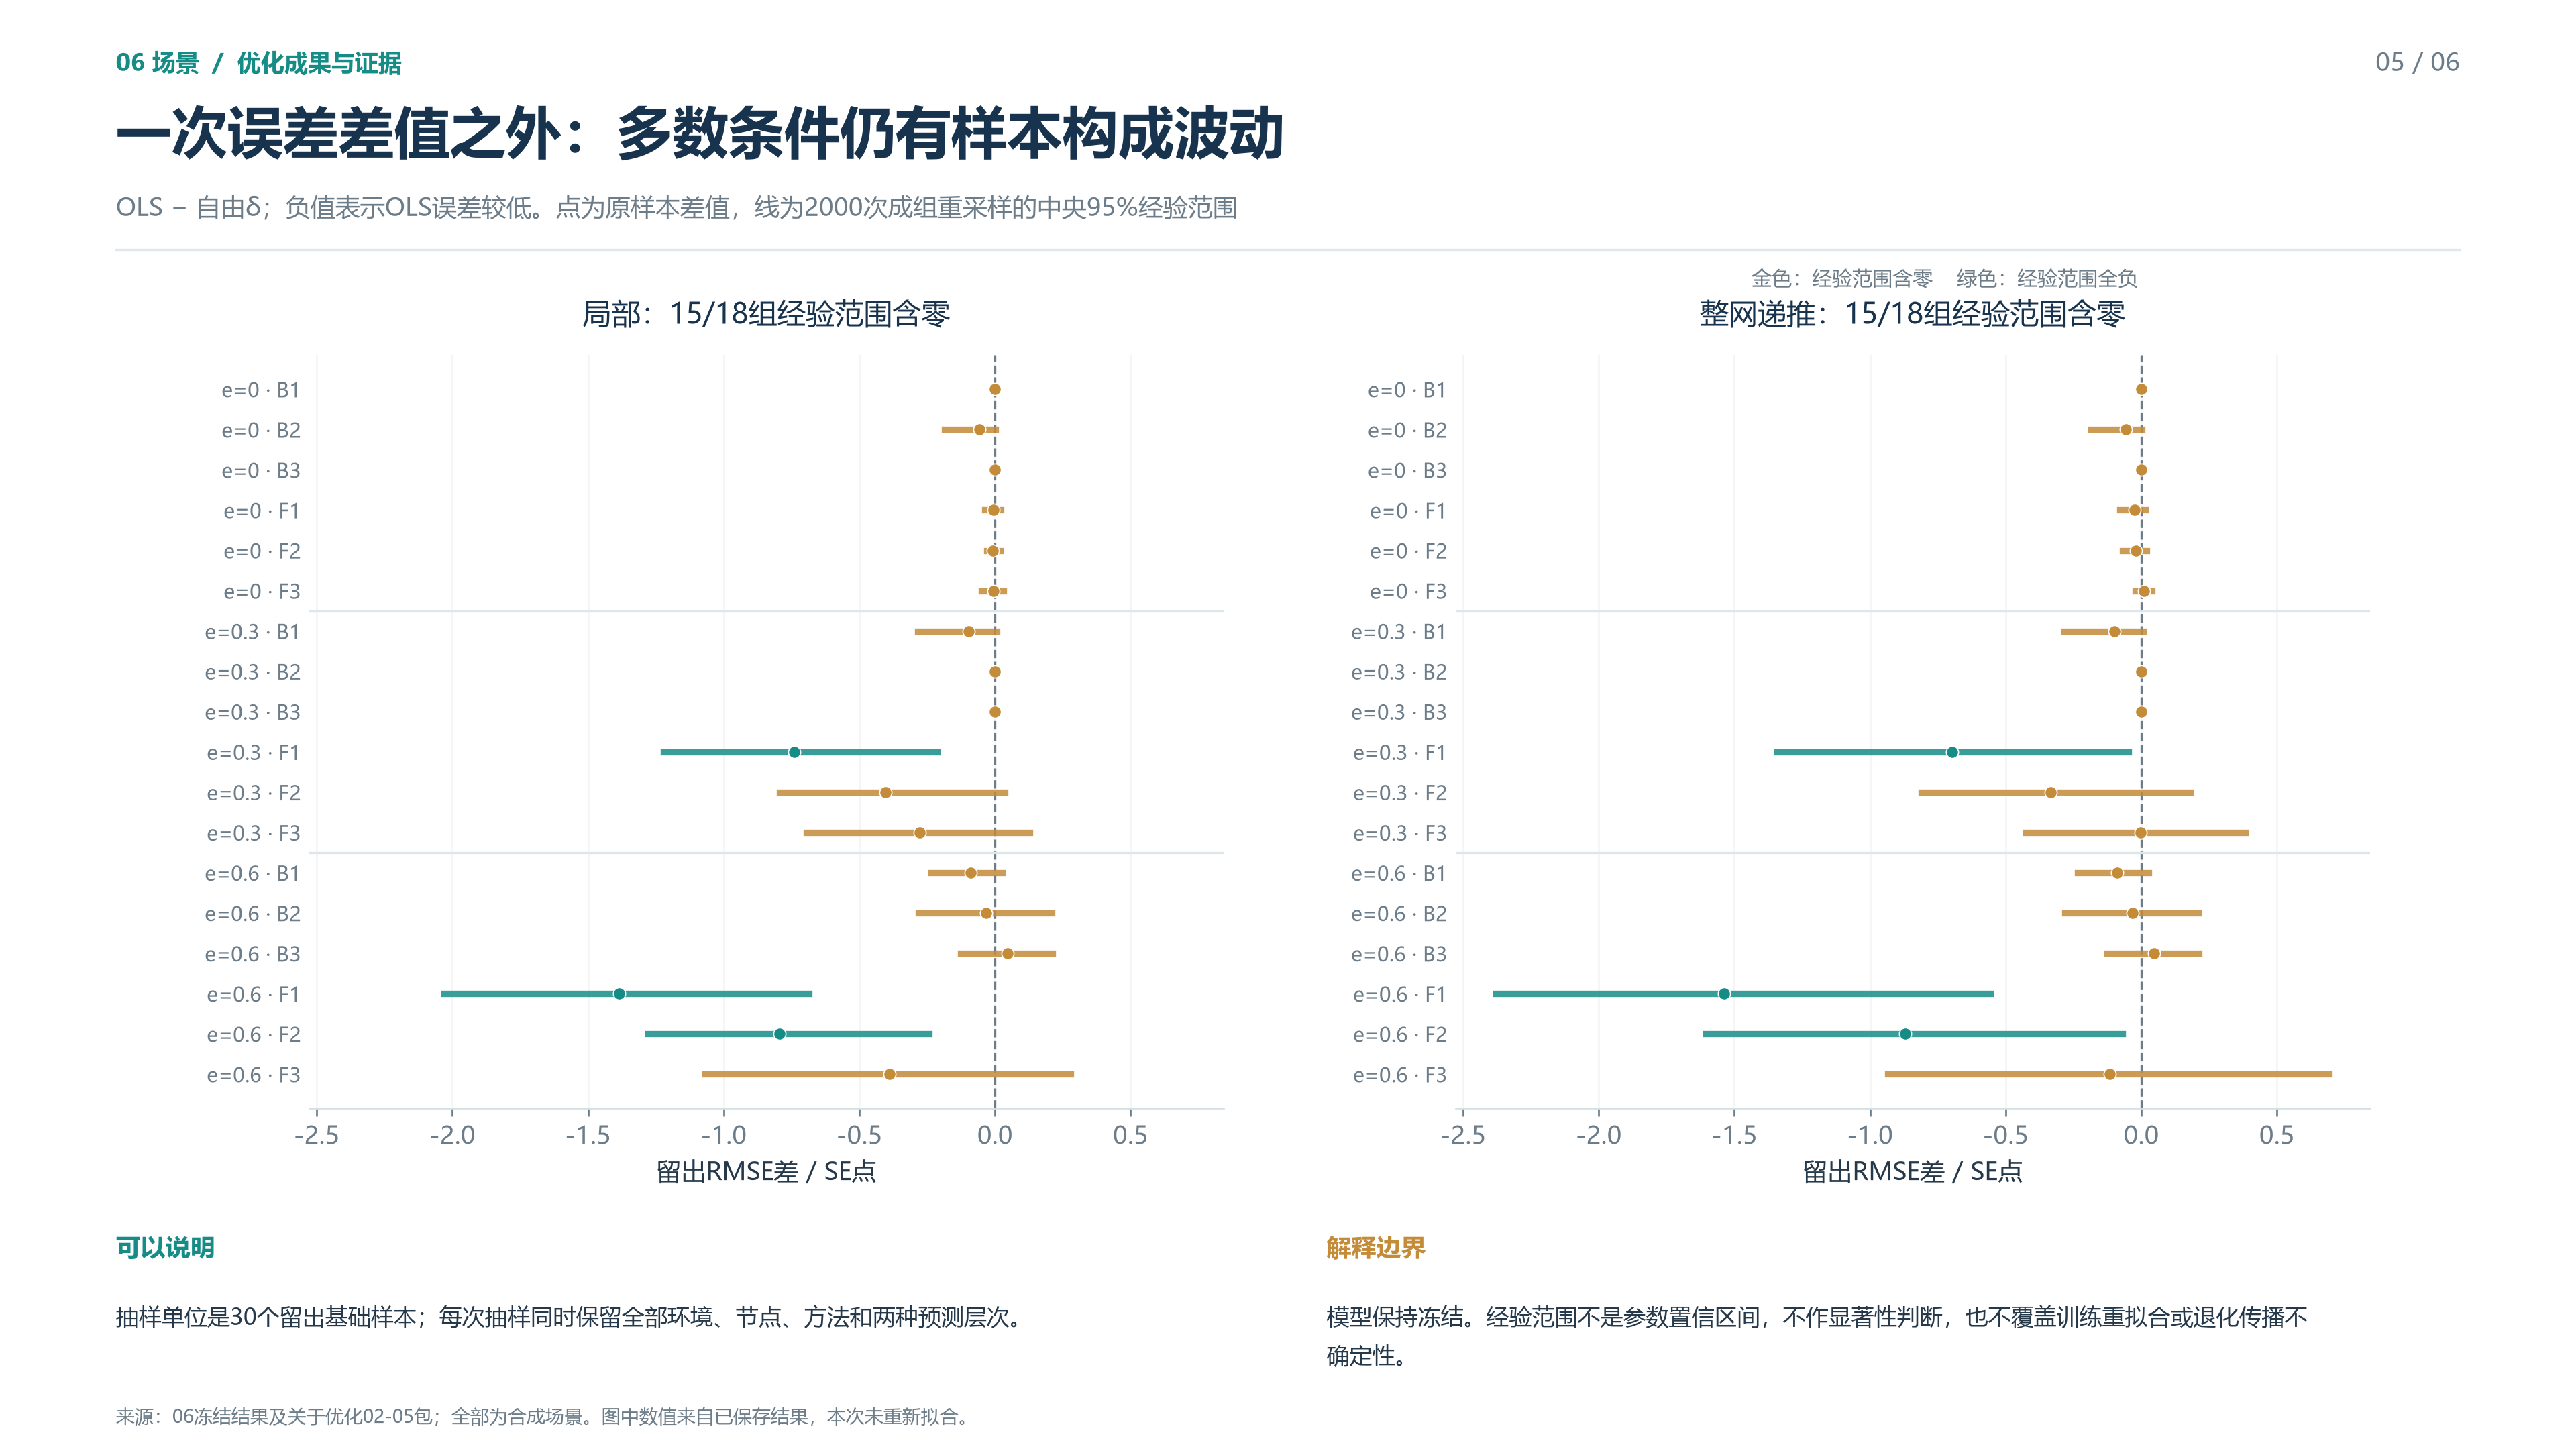 06 场景 / 优化成果与证据
05 / 06
一次误差差值之外：多数条件仍有样本构成波动
OLS − 自由δ；负值表示OLS误差较低。点为原样本差值，线为2000次成组重采样的中央95%经验范围
金色：经验范围含零 绿色：经验范围全负
局部：15/18组经验范围含零
e=0 · B1
e=0 · B2
e=0 · B3
e=0 · F1
e=0 · F2
e=0 · F3
e=0.3 · B1
e=0.3 · B2
e=0.3 · B3
e=0.3 · F1
e=0.3 · F2
e=0.3 · F3
e=0.6 · B1
e=0.6 · B2
e=0.6 · B3
e=0.6 · F1
e=0.6 · F2
e=0.6 · F3
-2.5 -2.0 -1.5 -1.0 -0.5 0.0 0.5
留出RMSE差 / SE点
整网递推：15/18组经验范围含零
e=0 · B1
e=0 · B2
e=0 · B3
e=0 · F1
e=0 · F2
e=0 · F3
e=0.3 · B1
e=0.3 · B2
e=0.3 · B3
e=0.3 · F1
e=0.3 · F2
e=0.3 · F3
e=0.6 · B1
e=0.6 · B2
e=0.6 · B3
e=0.6 · F1
e=0.6 · F2
e=0.6 · F3
-2.5 -2.0 -1.5 -1.0 -0.5 0.0 0.5
留出RMSE差 / SE点
可以说明
抽样单位是30个留出基础样本；每次抽样同时保留全部环境、节点、方法和两种预测层次。
解释边界
模型保持冻结。经验范围不是参数置信区间，不作显著性判断，也不覆盖训练重拟合或退化传播不
确定性。
来源：06冻结结果及关于优化02-05包；全部为合成场景。图中数值来自已保存结果，本次未重新拟合。